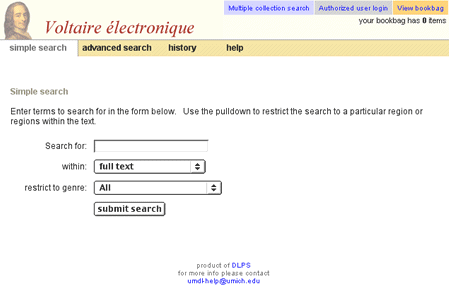 Multiple collection search Authorized user login View bookbag
your bookbag has 0 items
Voltaire électronique
simple search advanced search history help
Simple search
Enter terms to search for in the form below. Use the pulldown to restrict the search to a particular region or
regions within the text.
Search for:
within: full text
restrict to genre: All
submit search
product of DLPS
for more info please contact
umdl-help@umich.edu